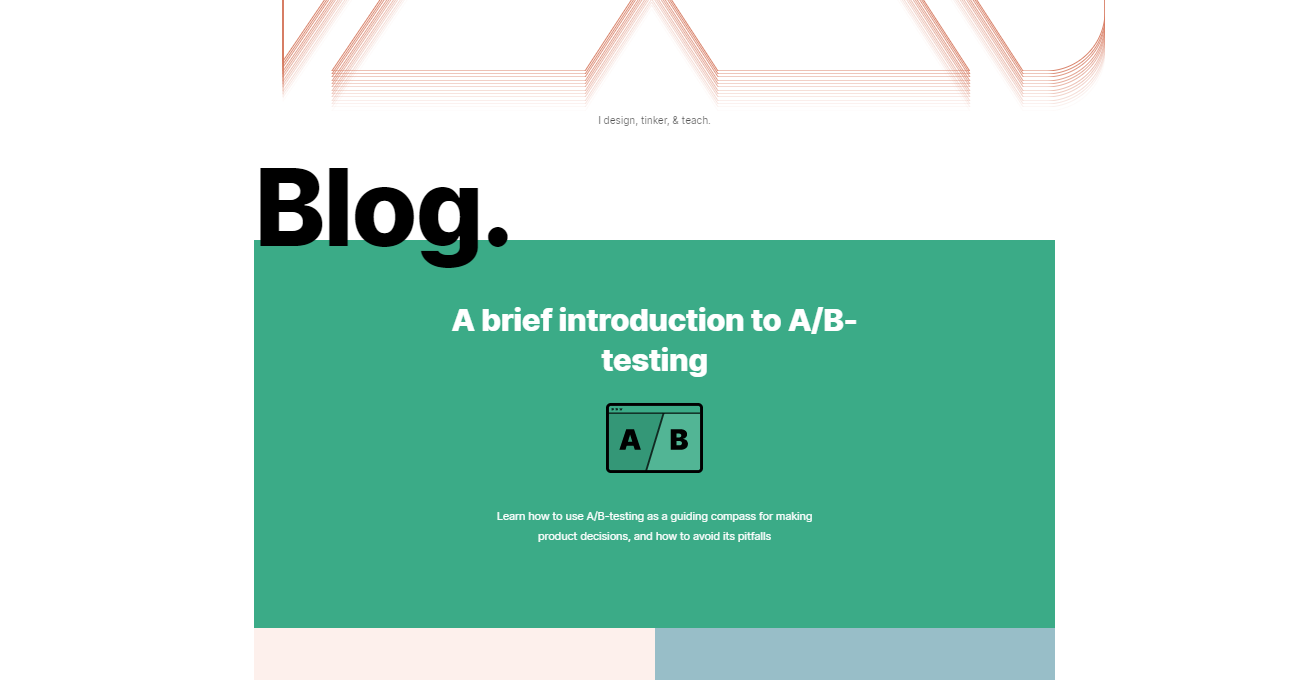 I design, tinker, & teach.
Blog.
A brief introduction to A/B-
testing
A B
Learn how to use A/B-testing as a guiding compass for making
product decisions, and how to avoid its pitfalls